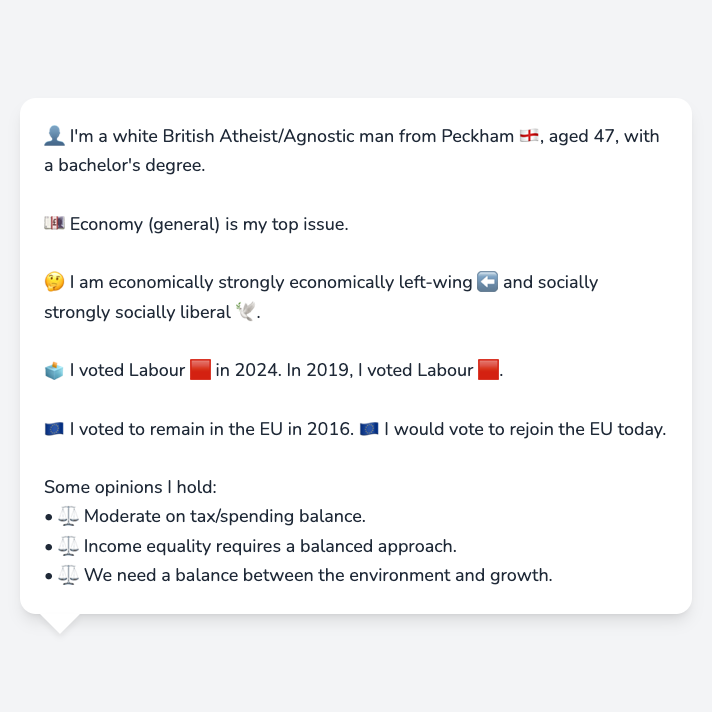 👤 I'm a white British Atheist/Agnostic man from Peckham 🏴󠁧󠁢󠁥󠁮󠁧󠁿, aged 47, with
a bachelor's degree.
💷 Economy (general) is my top issue.
🤔 I am economically strongly economically left-wing ⬅️ and socially
strongly socially liberal 🕊️.
🗳️ I voted Labour 🟥 in 2024. In 2019, I voted Labour 🟥.
🇪🇺 I voted to remain in the EU in 2016. 🇪🇺 I would vote to rejoin the EU today.
Some opinions I hold:
• ⚖️ Moderate on tax/spending balance.
• ⚖️ Income equality requires a balanced approach.
• ⚖️ We need a balance between the environment and growth.